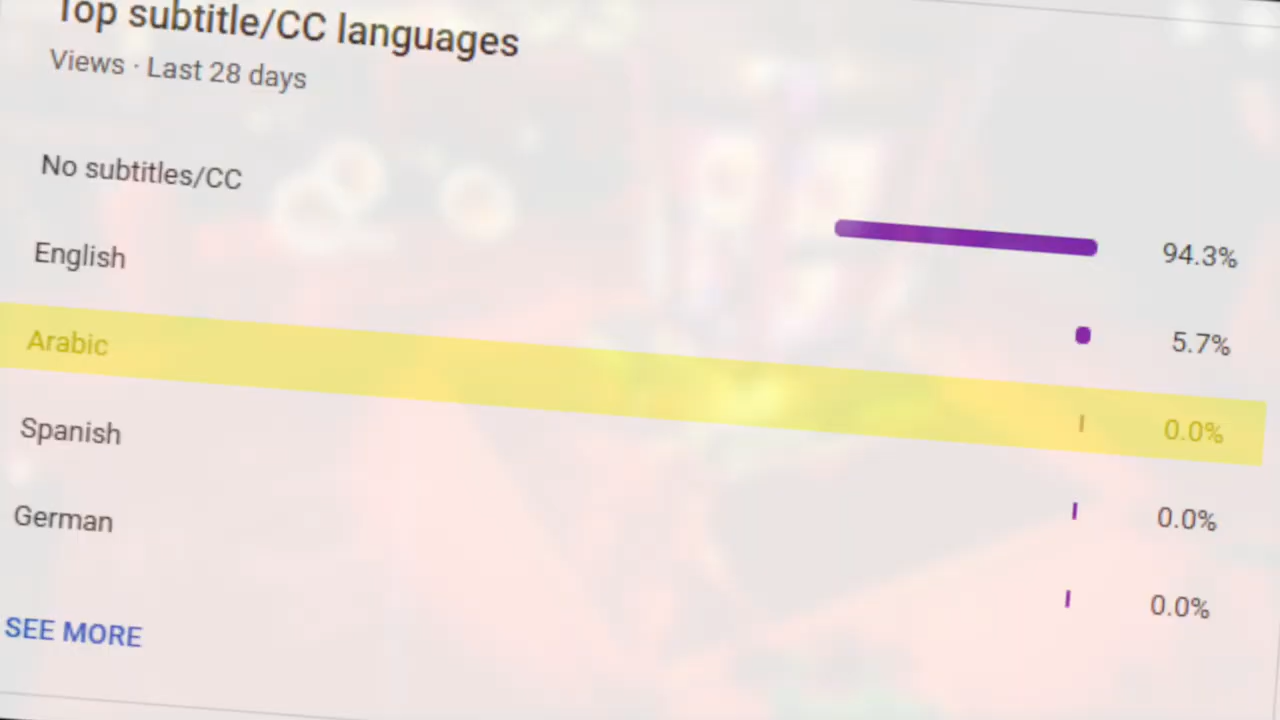 Top subtitle/CC languages
Views · Last 28 days
No subtitles/CC 94.3%
English 5.7%
Arabic 0.0%
Spanish 0.0%
German 0.0%
SEE MORE